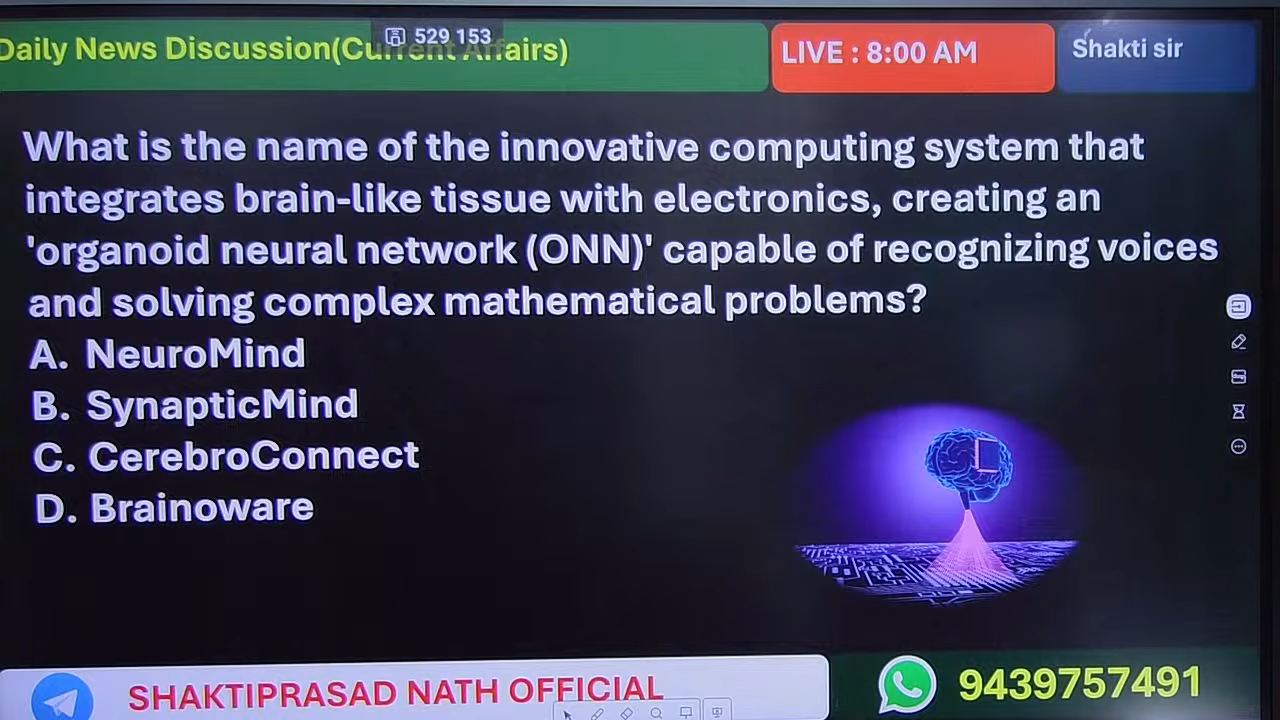 Daily News Discussion(Current Affairs)
529 153
LIVE : 8:00 AM
Shakti sir
What is the name of the innovative computing system that
integrates brain-like tissue with electronics, creating an
'organoid neural network (ONN)' capable of recognizing voices
and solving complex mathematical problems?
A. NeuroMind
B. SynapticMind
C. CerebroConnect
D. Brainoware
SHAKTIPRASAD NATH OFFICIAL
9439757491